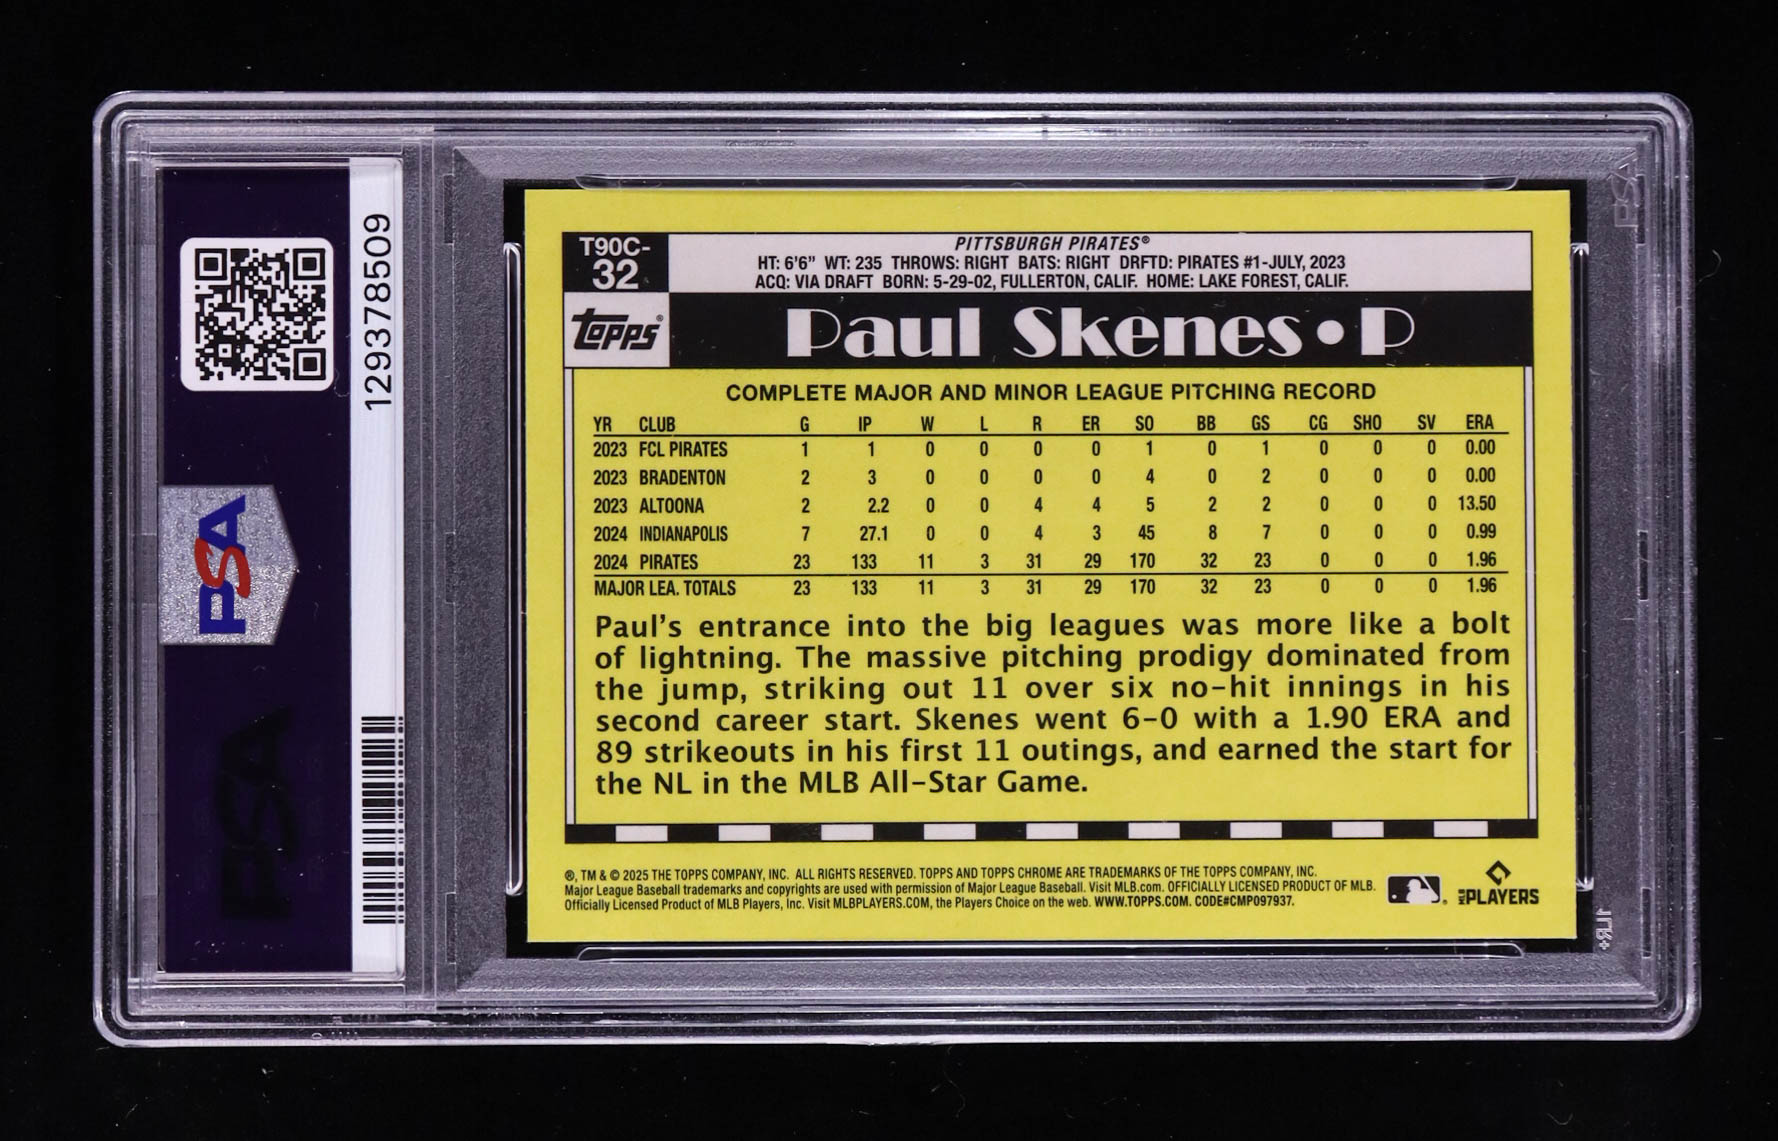 129378509
PSA
PSA
PSA
T90C-
32
PITTSBURGH PIRATES®
HT: 6'6" WT: 235 THROWS: RIGHT BATS: RIGHT DRFTD: PIRATES #1-JULY, 2023
ACQ: VIA DRAFT BORN: 5-29-02, FULLERTON, CALIF. HOME: LAKE FOREST, CALIF.
topps®
Paul Skenes • P
COMPLETE MAJOR AND MINOR LEAGUE PITCHING RECORD
YR CLUB G IP W L R ER SO BB GS CG SHO SV ERA
2023 FCL PIRATES 1 1 0 0 0 0 1 0 1 0 0 0 0.00
2023 BRADENTON 2 3 0 0 0 0 4 0 2 0 0 0 0.00
2023 ALTOONA 2 2.2 0 0 4 4 5 2 2 0 0 0 13.50
2024 INDIANAPOLIS 7 27.1 0 0 4 3 45 8 7 0 0 0 0.99
2024 PIRATES 23 133 11 3 31 29 170 32 23 0 0 0 1.96
MAJOR LEA. TOTALS 23 133 11 3 31 29 170 32 23 0 0 0 1.96
Paul's entrance into the big leagues was more like a bolt
of lightning. The massive pitching prodigy dominated from
the jump, striking out 11 over six no-hit innings in his
second career start. Skenes went 6-0 with a 1.90 ERA and
89 strikeouts in his first 11 outings, and earned the start for
the NL in the MLB All-Star Game.
®, TM & © 2025 THE TOPPS COMPANY, INC. ALL RIGHTS RESERVED. TOPPS AND TOPPS CHROME ARE TRADEMARKS OF THE TOPPS COMPANY, INC.
Major League Baseball trademarks and copyrights are used with permission of Major League Baseball. Visit MLB.com. OFFICIALLY LICENSED PRODUCT OF MLB.
Officially Licensed Product of MLB Players, Inc. Visit MLBPLAYERS.COM, the Players Choice on the web. WWW.TOPPS.COM. CODE#CMP097937.
MLB PLAYERS